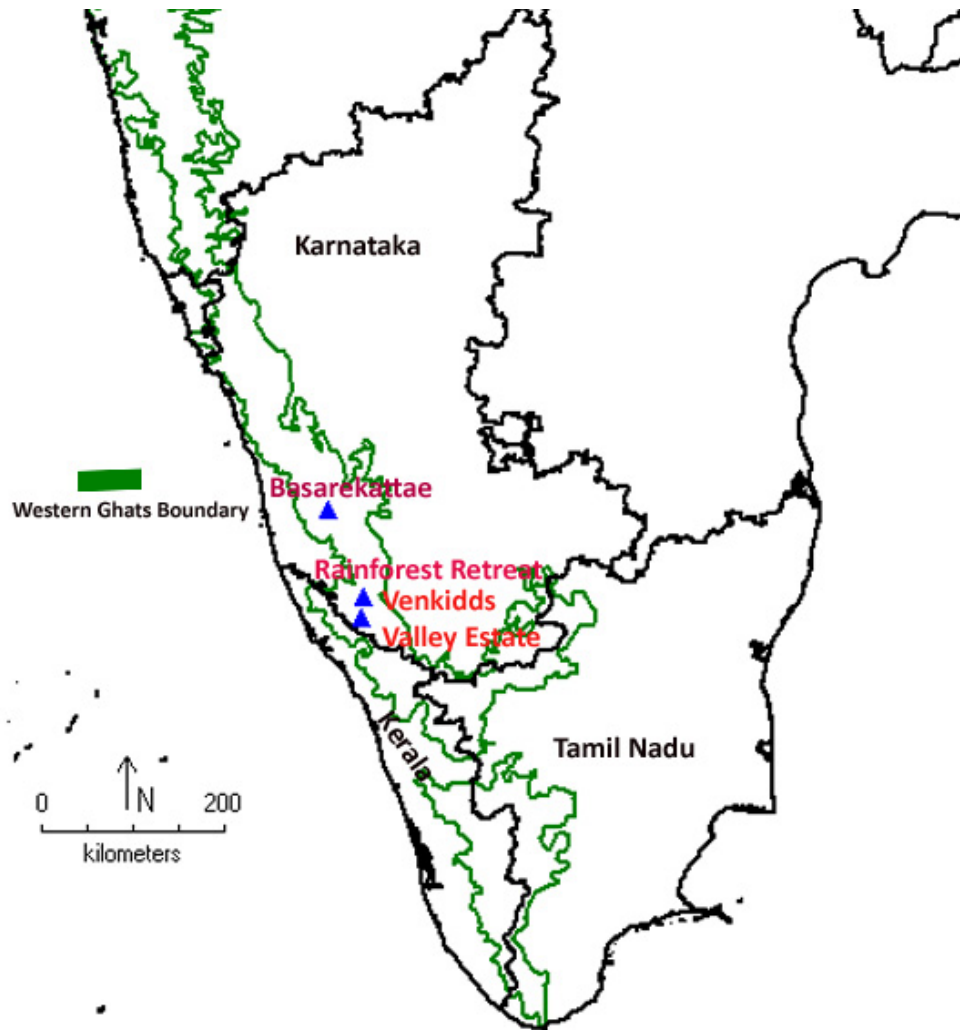 Karnataka
Basarekattae
Western Ghats Boundary
Rainforest Retreat
Venkidds
Valley Estate
Kerala
Tamil Nadu
N
0 200
kilometers